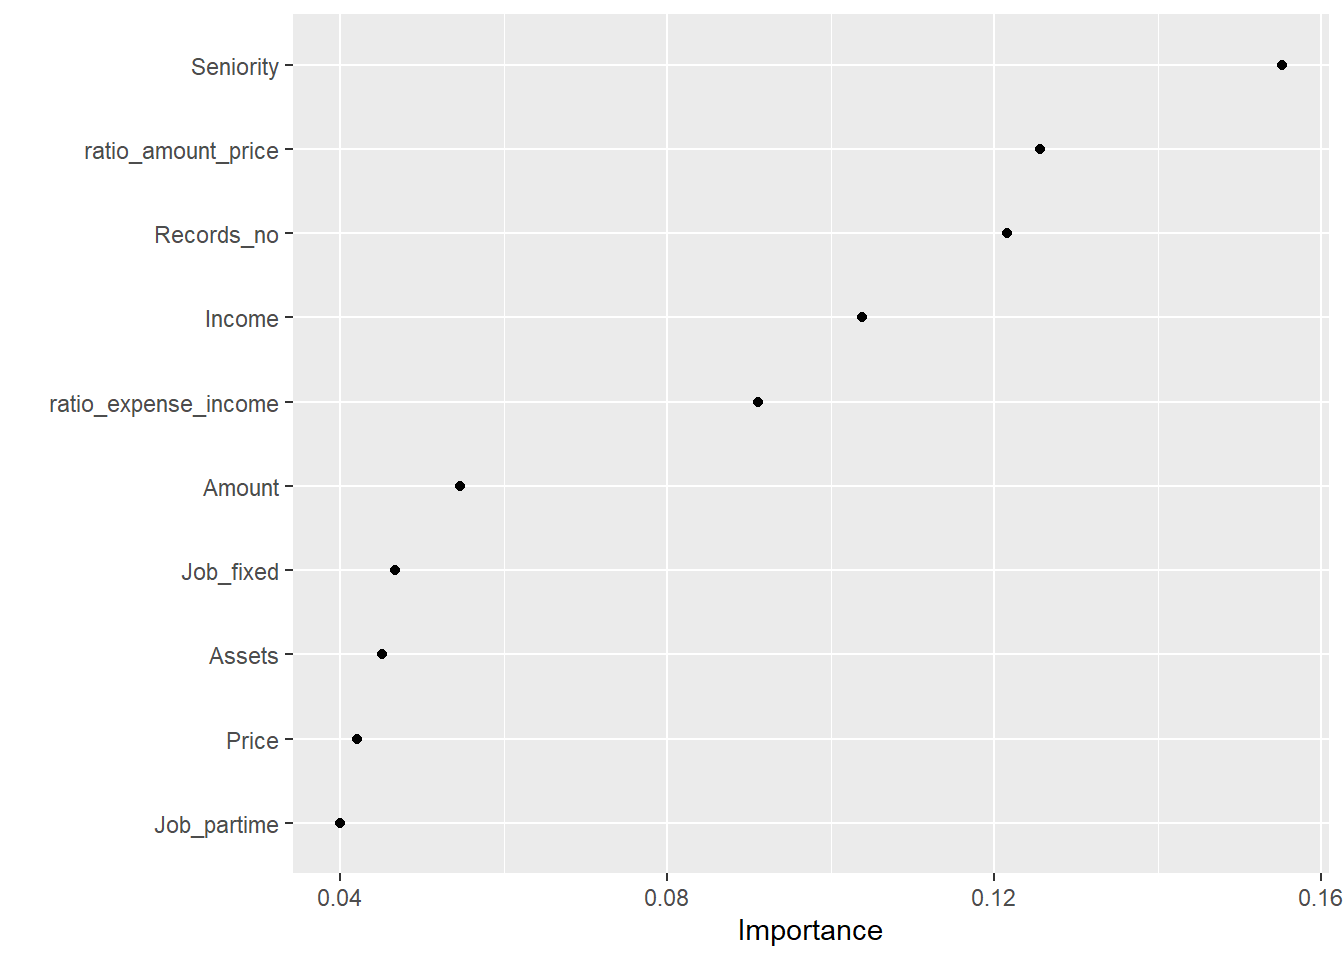 Seniority
ratio_amount_price
Records_no
Income
ratio_expense_income
Amount
Job_fixed
Assets
Price
Job_partime
0.04 0.08 0.12 0.16
Importance